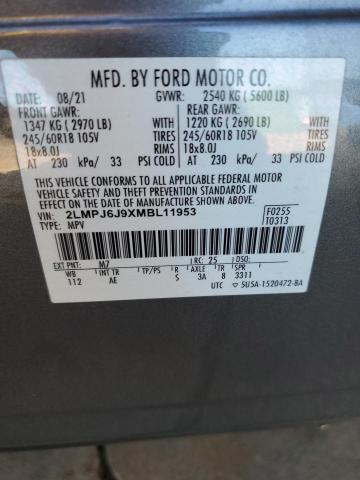 MFD. BY FORD MOTOR CO.
DATE: 08/21 GVWR: 2540 KG (5600 LB)
FRONT GAWR: REAR GAWR:
1347 KG (2970 LB) WITH 1220 KG (2690 LB) WITH
245/60R18 105V TIRES 245/60R18 105V TIRES
18x8.0J RIMS 18x8.0J RIMS
AT 230 kPa/ 33 PSI COLD AT 230 kPa/ 33 PSI COLD
THIS VEHICLE CONFORMS TO ALL APPLICABLE FEDERAL MOTOR
VEHICLE SAFETY AND THEFT PREVENTION STANDARDS IN
EFFECT ON THE DATE OF MANUFACTURE SHOWN ABOVE.
VIN: 2LMPJ6J9XMBL11953 F0255
TYPE: MPV T0313
EXT PNT: M7 RC: 25 DSO:
WB INT TR S AXLE TR SPR
112 AE 3A 8 3311
UTC 5U5A-1520472-BA